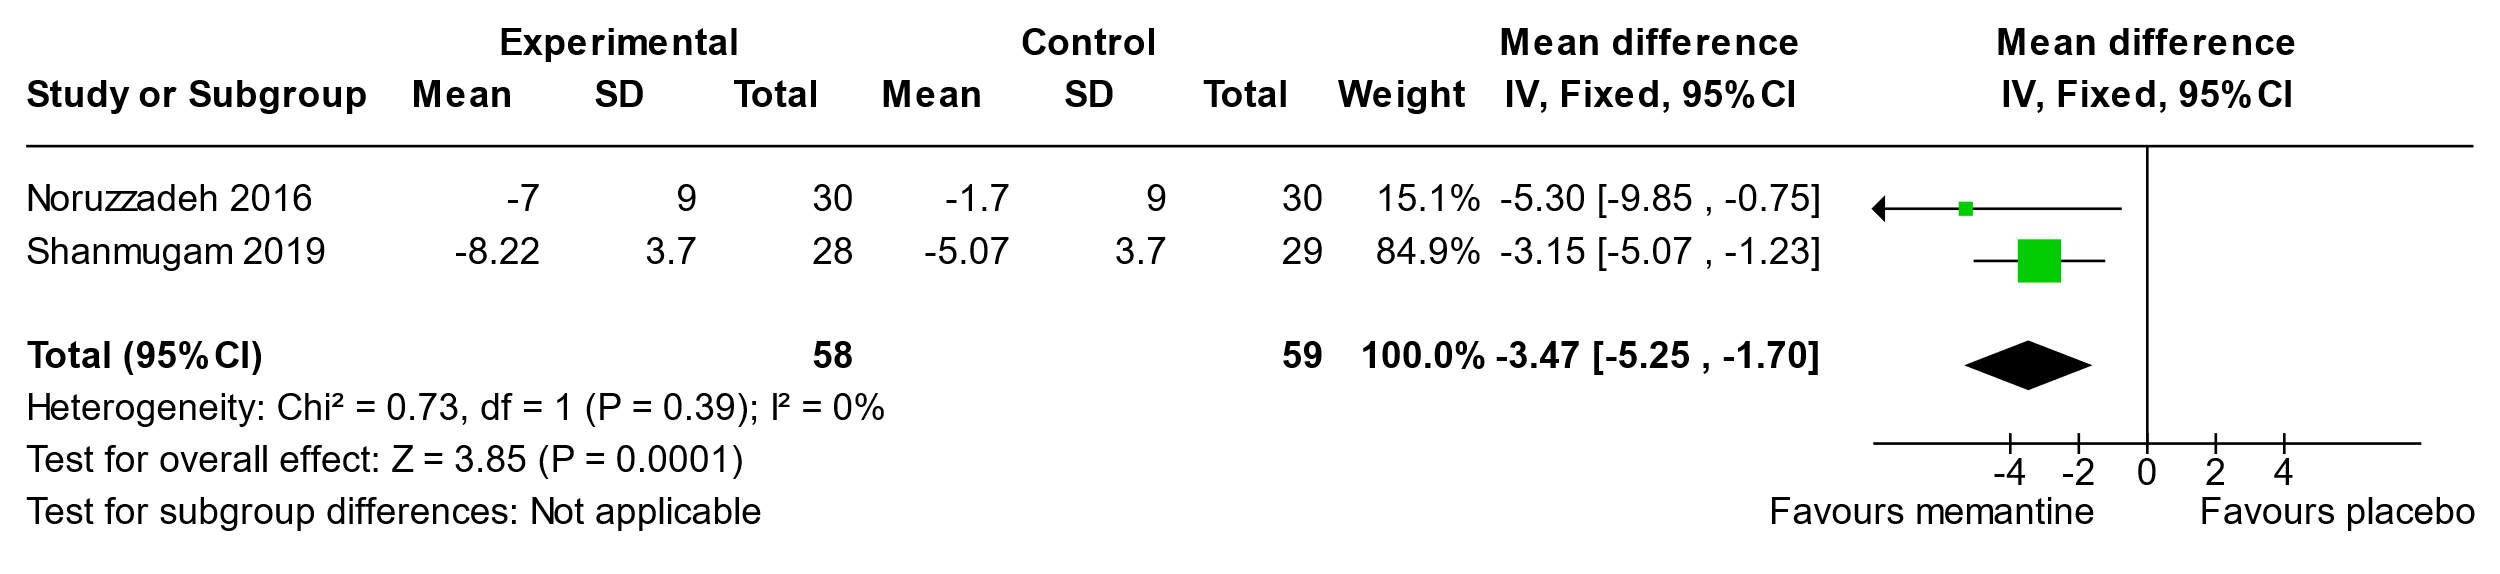 Experimental Control Mean difference Mean difference
Study or Subgroup Mean SD Total Mean SD Total Weight IV, Fixed, 95% CI IV, Fixed, 95% CI
Noruzzadeh 2016 -7 9 30 -1.7 9 30 15.1% -5.30 [-9.85 , -0.75]
Shanmugam 2019 -8.22 3.7 28 -5.07 3.7 29 84.9% -3.15 [-5.07 , -1.23]
Total (95% CI) 58 59 100.0% -3.47 [-5.25 , -1.70]
Heterogeneity: Chi² = 0.73, df = 1 (P = 0.39); I² = 0%
Test for overall effect: Z = 3.85 (P = 0.0001)
-4 -2 0 2 4
Test for subgroup differences: Not applicable Favours memantine Favours placebo